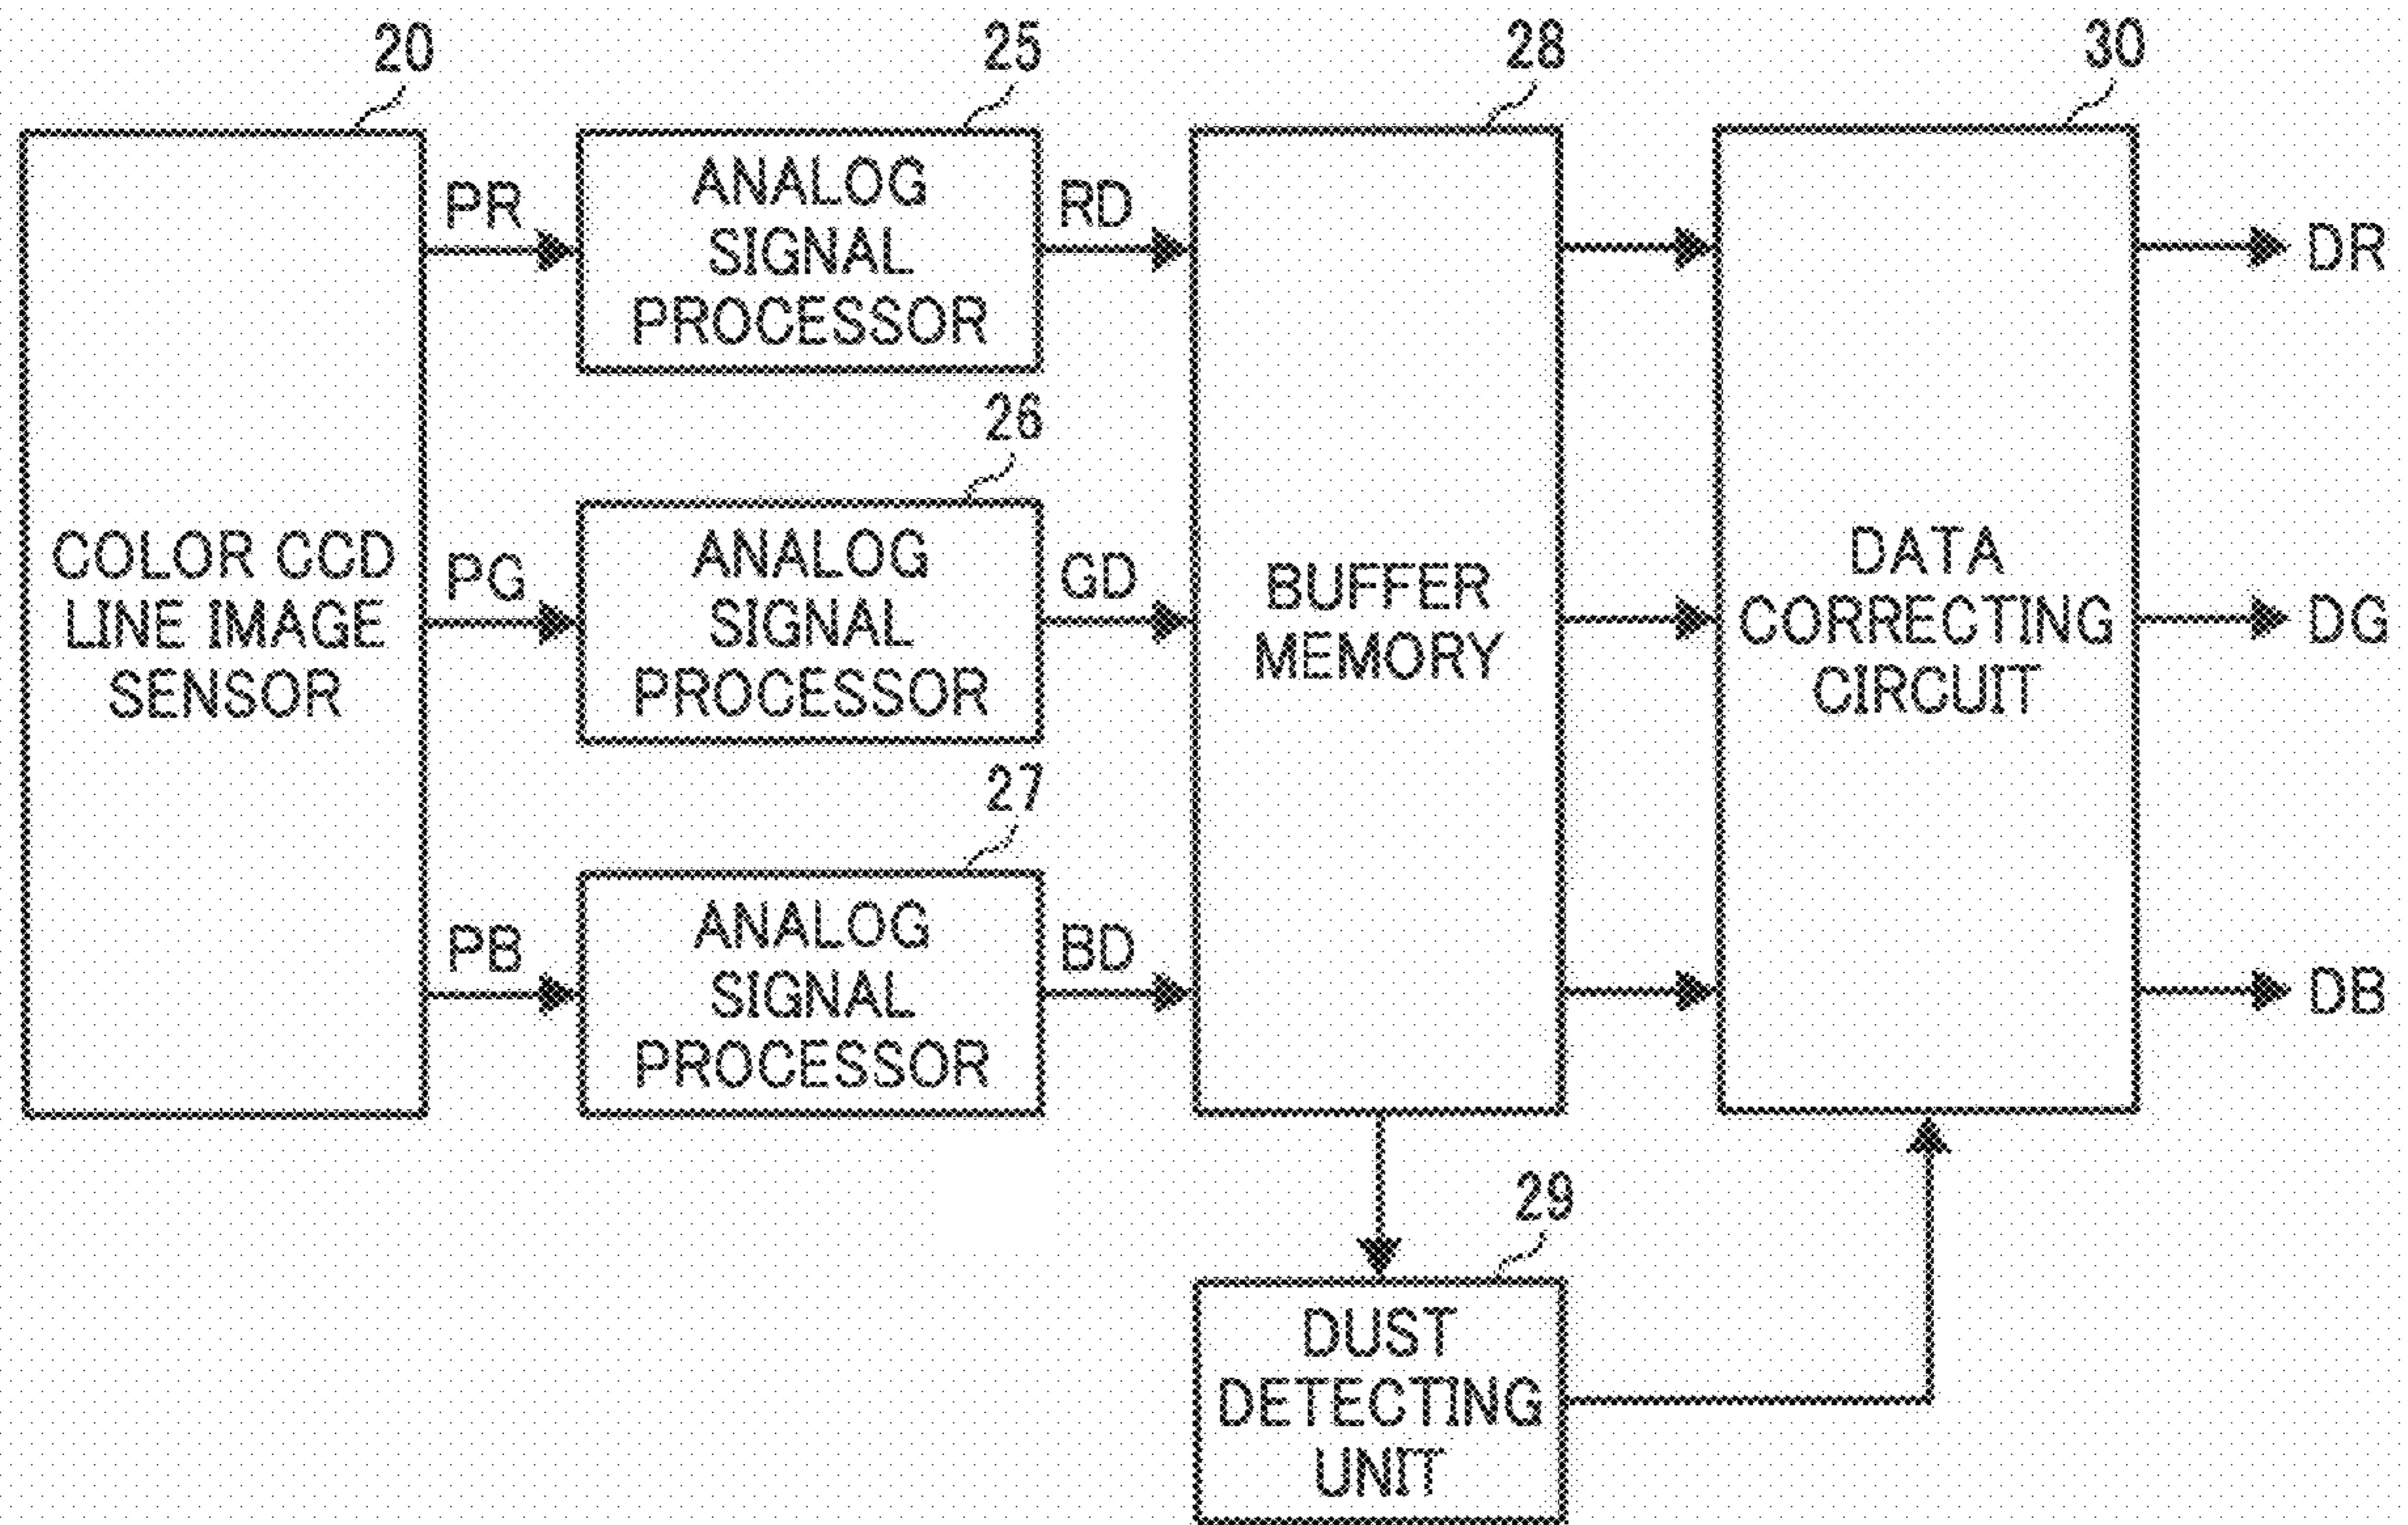 20
25
28
30
COLOR CCD
LINE IMAGE
SENSOR
PR
ANALOG
SIGNAL
PROCESSOR
RD
DR
26
PG
ANALOG
SIGNAL
PROCESSOR
GD
BUFFER
MEMORY
DATA
CORRECTING
CIRCUIT
DG
27
PB
ANALOG
SIGNAL
PROCESSOR
BD
DB
29
DUST
DETECTING
UNIT